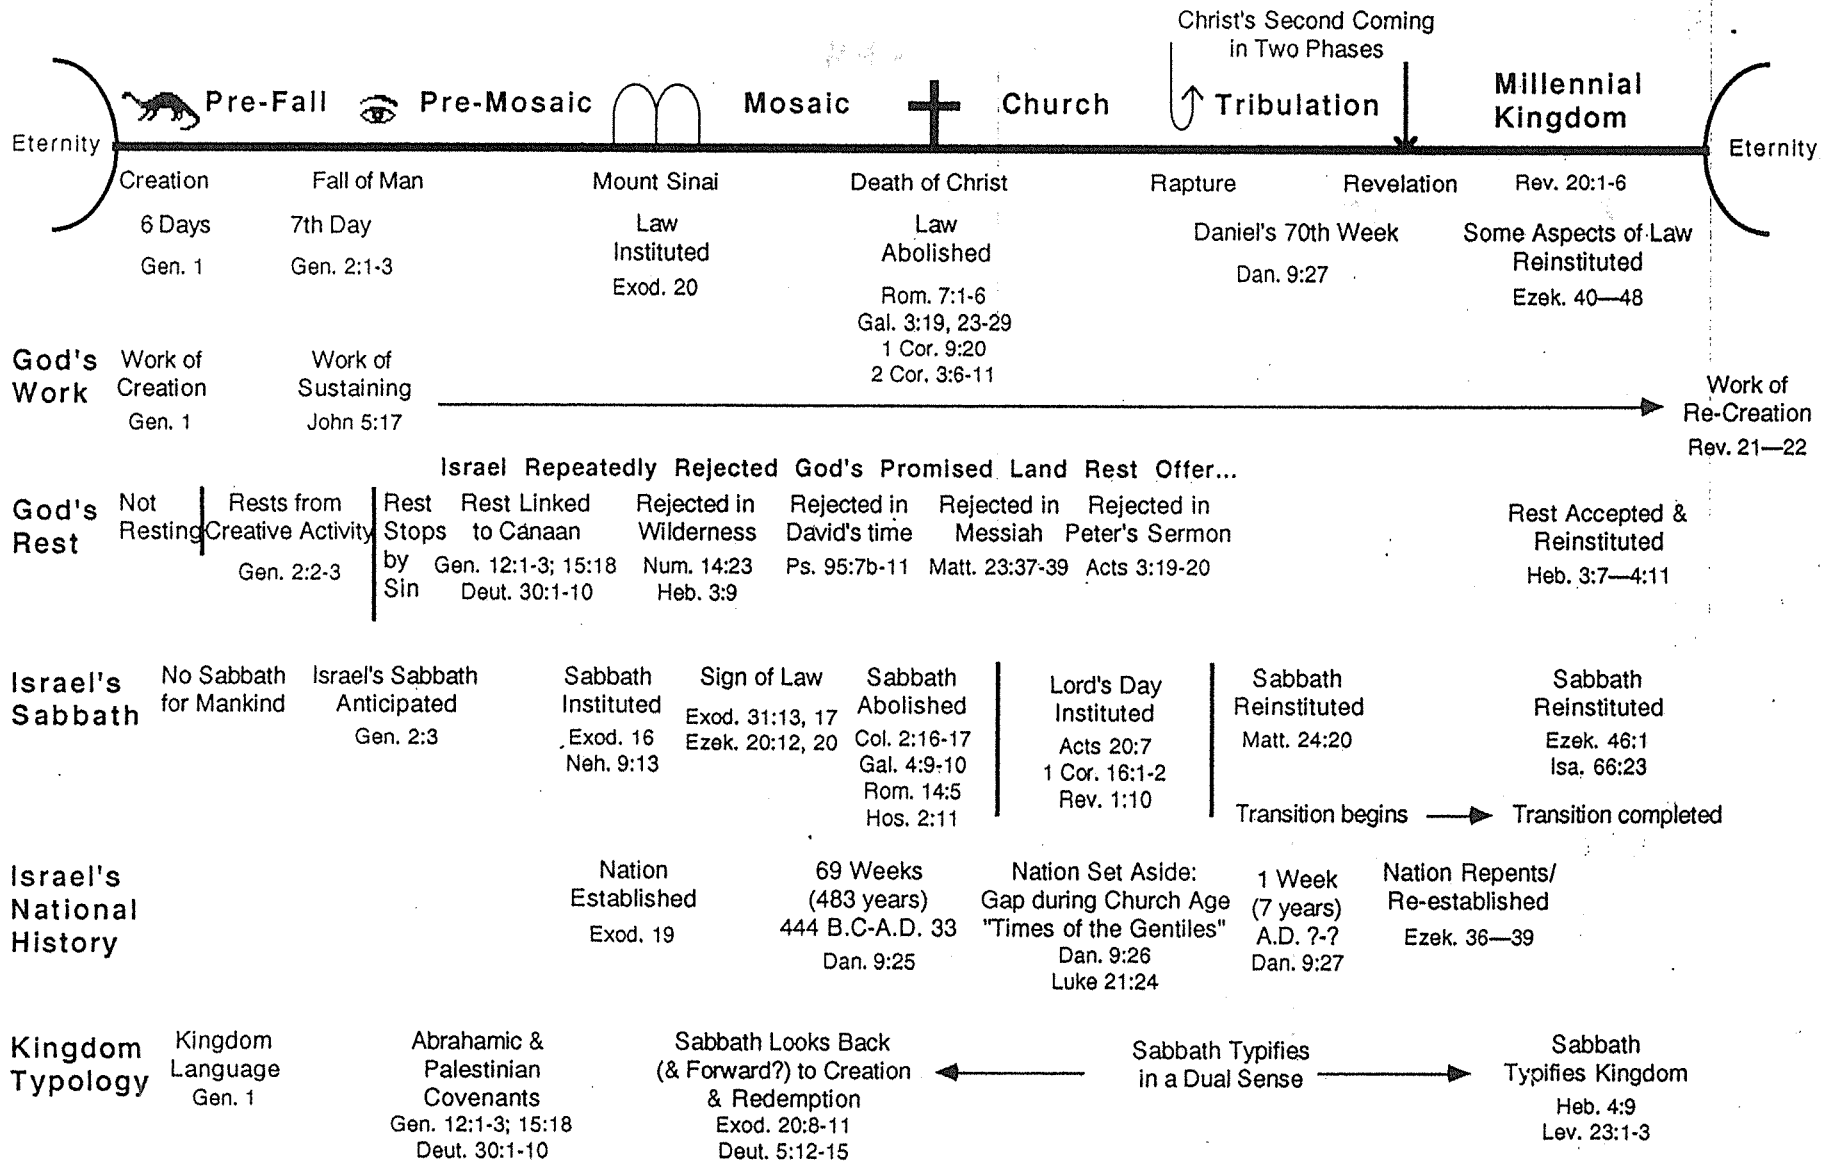 Christ's Second Coming
in Two Phases
Eternity
Pre-Fall
Pre-Mosaic
Mosaic
Church
Tribulation
Millennial
Kingdom
Eternity
Creation
Fall of Man
Mount Sinai
Death of Christ
Rapture
Revelation
Rev. 20:1-6
6 Days
Gen. 1
7th Day
Gen. 2:1-3
Law
Instituted
Exod. 20
Law
Abolished
Rom. 7:1-6
Gal. 3:19, 23-29
1 Cor. 9:20
2 Cor. 3:6-11
Daniel's 70th Week
Dan. 9:27
Some Aspects of Law
Reinstituted
Ezek. 40—48
God's
Work
Work of
Creation
Gen. 1
Work of
Sustaining
John 5:17
Work of
Re-Creation
Rev. 21—22
Israel Repeatedly Rejected God's Promised Land Rest Offer...
God's
Rest
Not
Resting
Rests from
Creative Activity
Gen. 2:2-3
Rest
Stops
by
Sin
Rest Linked
to Canaan
Gen. 12:1-3; 15:18
Deut. 30:1-10
Rejected in
Wilderness
Num. 14:23
Heb. 3:9
Rejected in
David's time
Ps. 95:7b-11
Rejected in
Messiah
Matt. 23:37-39
Rejected in
Peter's Sermon
Acts 3:19-20
Rest Accepted &
Reinstituted
Heb. 3:7—4:11
Israel's
Sabbath
No Sabbath
for Mankind
Israel's Sabbath
Anticipated
Gen. 2:3
Sabbath
Instituted
Exod. 16
Neh. 9:13
Sign of Law
Exod. 31:13, 17
Ezek. 20:12, 20
Sabbath
Abolished
Col. 2:16-17
Gal. 4:9-10
Rom. 14:5
Hos. 2:11
Lord's Day
Instituted
Acts 20:7
1 Cor. 16:1-2
Rev. 1:10
Sabbath
Reinstituted
Matt. 24:20
Sabbath
Reinstituted
Ezek. 46:1
Isa. 66:23
Transition begins
Transition completed
Israel's
National
History
Nation
Established
Exod. 19
69 Weeks
(483 years)
444 B.C-A.D. 33
Dan. 9:25
Nation Set Aside:
Gap during Church Age
"Times of the Gentiles"
Dan. 9:26
Luke 21:24
1 Week
(7 years)
A.D. ?-?
Dan. 9:27
Nation Repents/
Re-established
Ezek. 36—39
Kingdom
Typology
Kingdom
Language
Gen. 1
Abrahamic &
Palestinian
Covenants
Gen. 12:1-3; 15:18
Deut. 30:1-10
Sabbath Looks Back
(& Forward?) to Creation
& Redemption
Exod. 20:8-11
Deut. 5:12-15
Sabbath Typifies
in a Dual Sense
Sabbath
Typifies Kingdom
Heb. 4:9
Lev. 23:1-3